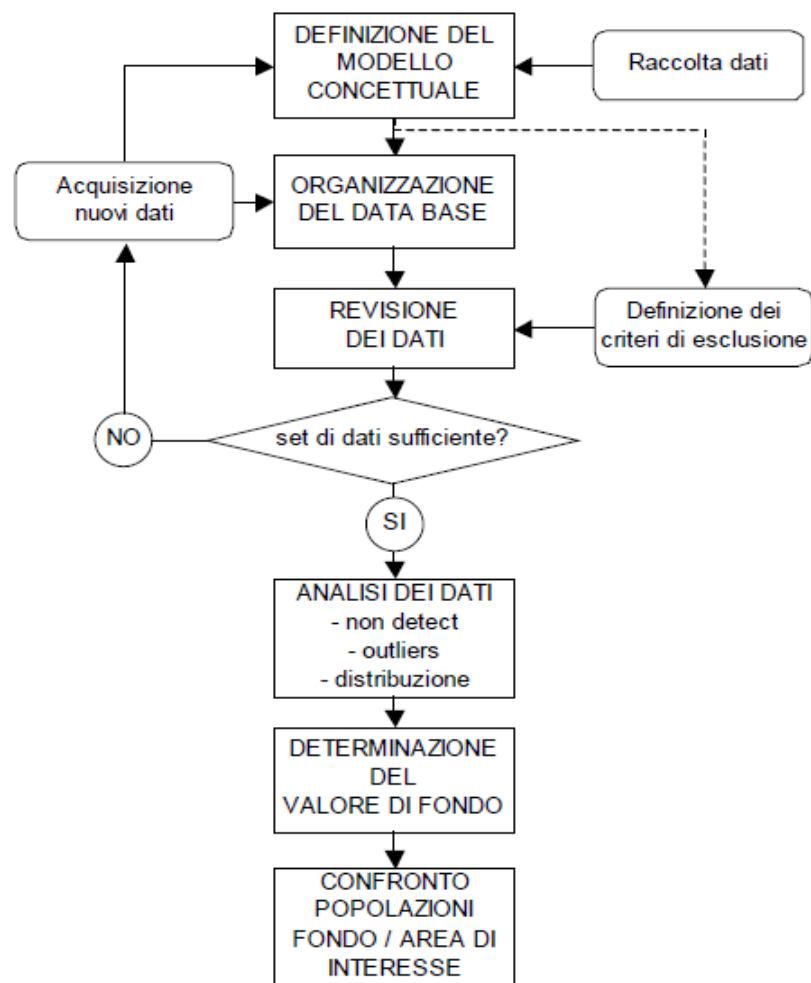 DEFINIZIONE DEL
MODELLO
CONCETTUALE
Raccolta dati
Acquisizione
nuovi dati
ORGANIZZAZIONE
DEL DATA BASE
REVISIONE
DEI DATI
Definizione dei
criteri di esclusione
NO
set di dati sufficiente?
SI
ANALISI DEI DATI
- non detect
- outliers
- distribuzione
DETERMINAZIONE
DEL
VALORE DI FONDO
CONFRONTO
POPOLAZIONI
FONDO / AREA DI
INTERESSE